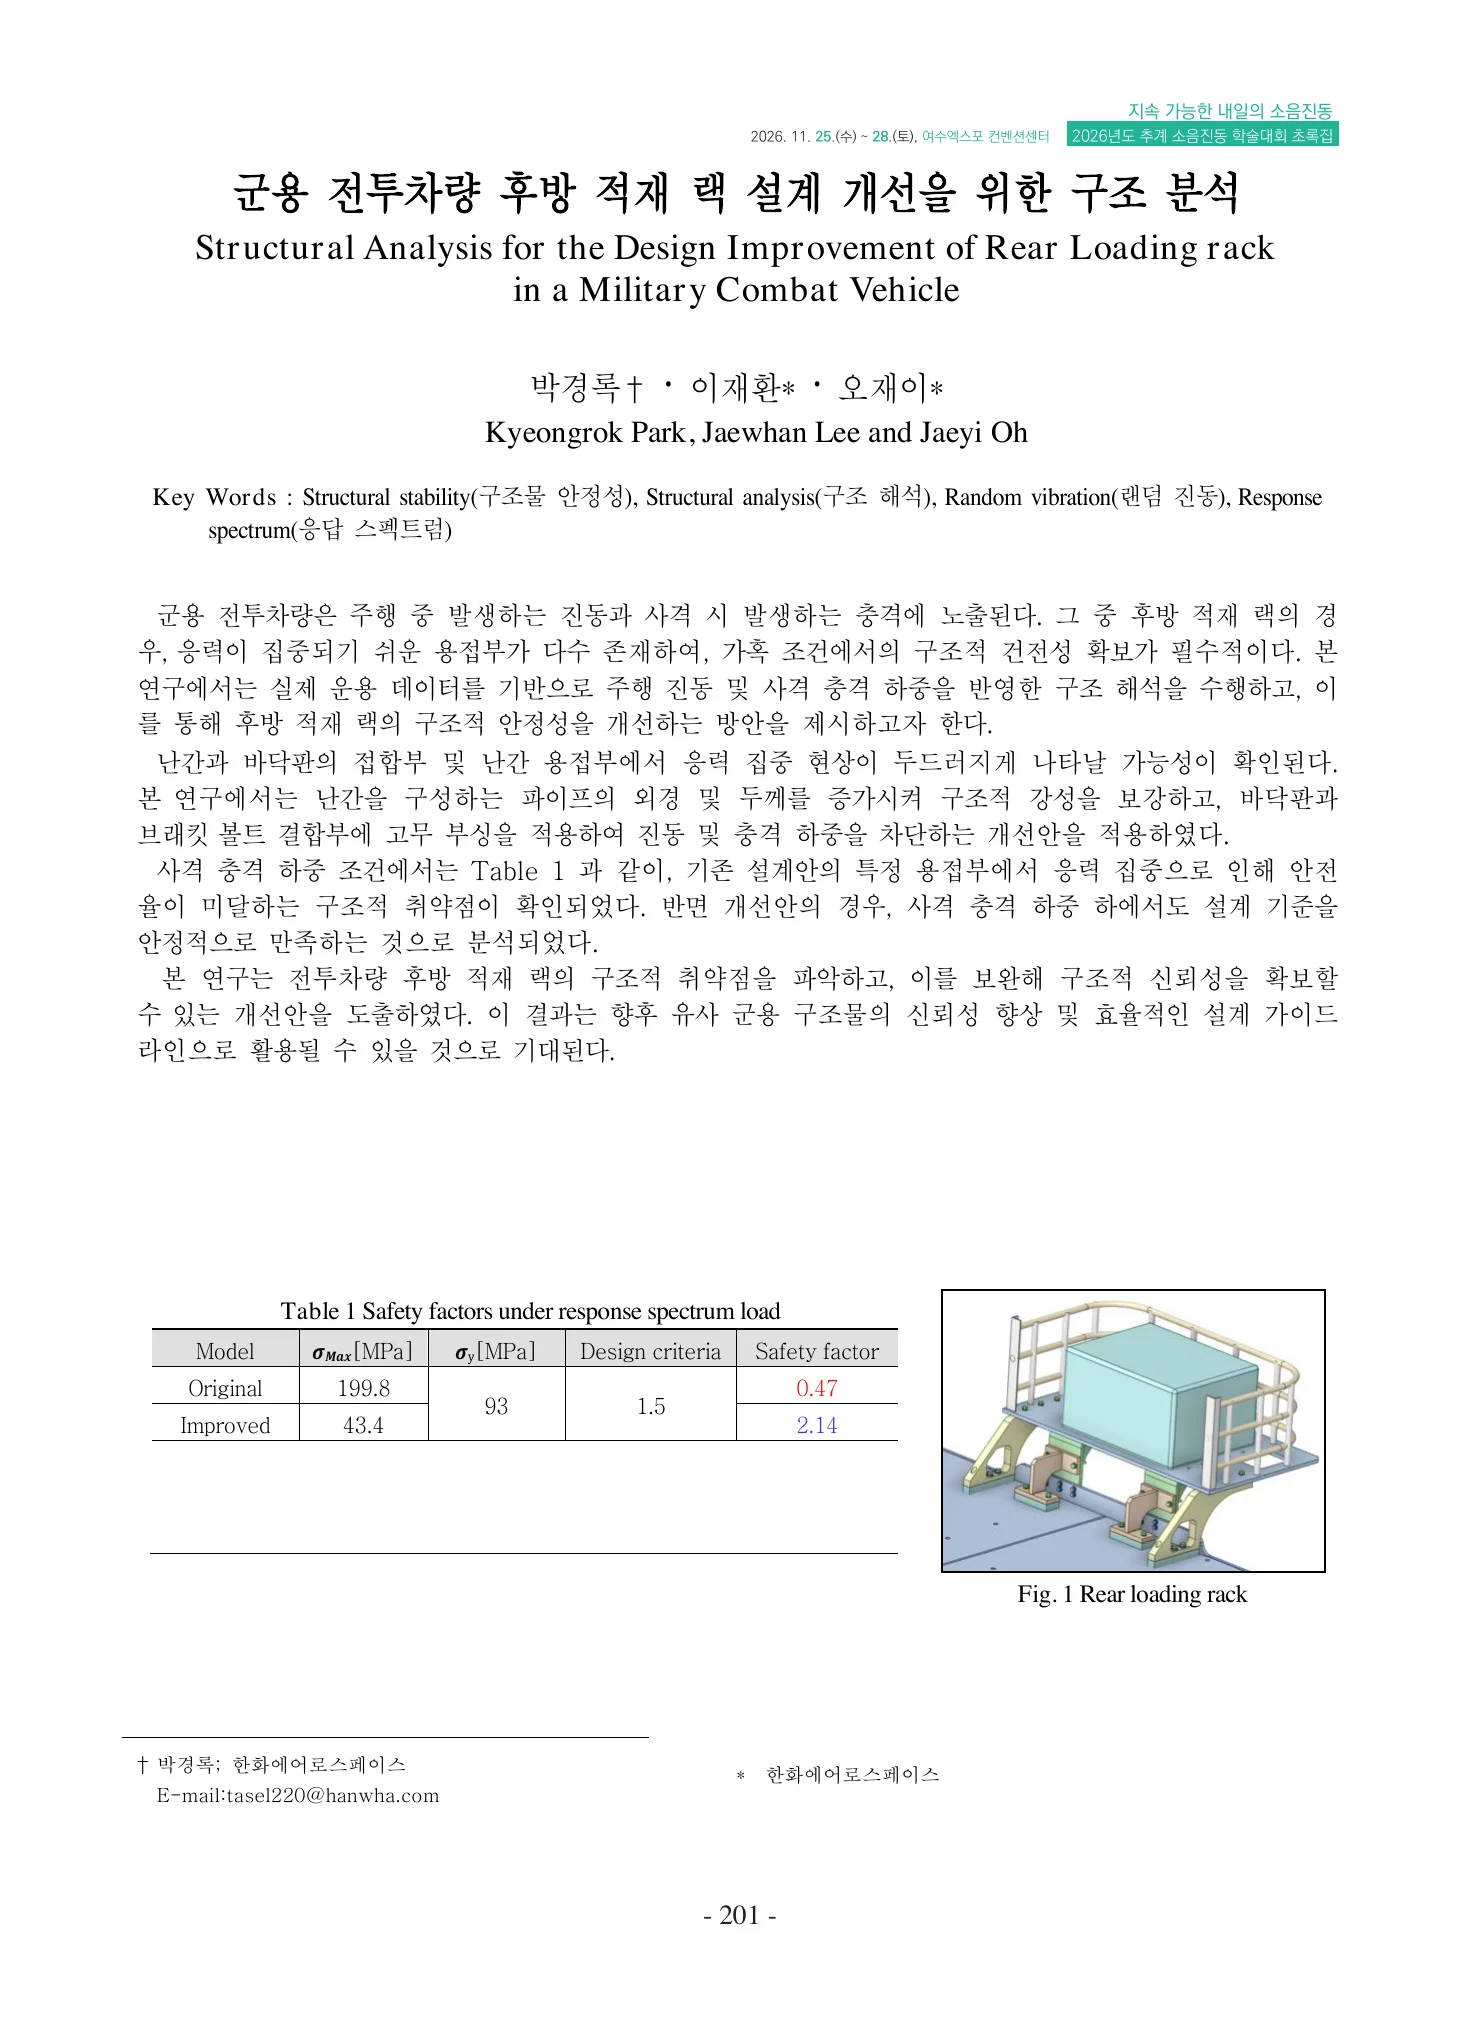 지속 가능한 내일의 소음진동
2026. 11. 25.(수) ~ 28.(토), 여수엑스포 컨벤션센터 2026년도 추계 소음진동 학술대회 초록집
군용 전투차량 후방 적재 랙 설계 개선을 위한 구조 분석
Structural Analysis for the Design Improvement of Rear Loading rack
in a Military Combat Vehicle
박경록† · 이재환* · 오재이*
Kyeongrok Park, Jaewhan Lee and Jaeyi Oh
Key Words : Structural stability(구조물 안정성), Structural analysis(구조 해석), Random vibration(랜덤 진동), Response
spectrum(응답 스펙트럼)
군용 전투차량은 주행 중 발생하는 진동과 사격 시 발생하는 충격에 노출된다. 그 중 후방 적재 랙의 경
우, 응력이 집중되기 쉬운 용접부가 다수 존재하여, 가혹 조건에서의 구조적 건전성 확보가 필수적이다. 본
연구에서는 실제 운용 데이터를 기반으로 주행 진동 및 사격 충격 하중을 반영한 구조 해석을 수행하고, 이
를 통해 후방 적재 랙의 구조적 안정성을 개선하는 방안을 제시하고자 한다.
난간과 바닥판의 접합부 및 난간 용접부에서 응력 집중 현상이 두드러지게 나타날 가능성이 확인된다.
본 연구에서는 난간을 구성하는 파이프의 외경 및 두께를 증가시켜 구조적 강성을 보강하고, 바닥판과
브래킷 볼트 결합부에 고무 부싱을 적용하여 진동 및 충격 하중을 차단하는 개선안을 적용하였다.
사격 충격 하중 조건에서는 Table 1 과 같이, 기존 설계안의 특정 용접부에서 응력 집중으로 인해 안전
율이 미달하는 구조적 취약점이 확인되었다. 반면 개선안의 경우, 사격 충격 하중 하에서도 설계 기준을
안정적으로 만족하는 것으로 분석되었다.
본 연구는 전투차량 후방 적재 랙의 구조적 취약점을 파악하고, 이를 보완해 구조적 신뢰성을 확보할
수 있는 개선안을 도출하였다. 이 결과는 향후 유사 군용 구조물의 신뢰성 향상 및 효율적인 설계 가이드
라인으로 활용될 수 있을 것으로 기대된다.
Table 1 Safety factors under response spectrum load
Model σMax[MPa] σy[MPa] Design criteria Safety factor
Original 199.8 93 1.5 0.47
Improved 43.4 2.14
Fig. 1 Rear loading rack
† 박경록; 한화에어로스페이스
E-mail:tasel220@hanwha.com
* 한화에어로스페이스
- 201 -